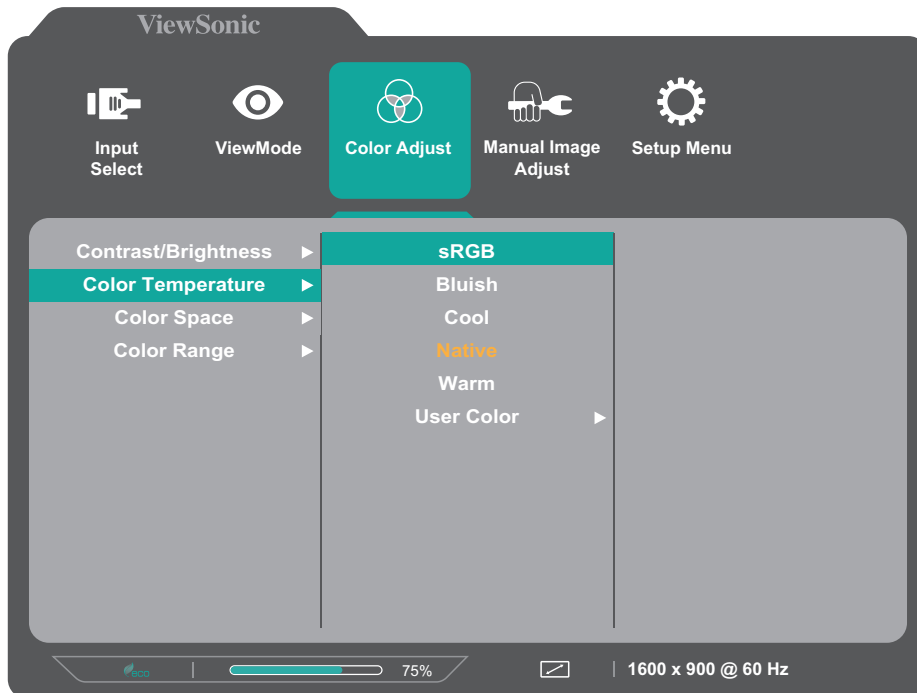 ViewSonic
Input
Select
ViewMode
Color Adjust
Manual Image
Adjust
Setup Menu
Contrast/Brightness
Color Temperature
Color Space
Color Range
sRGB
Bluish
Cool
Native
Warm
User Color
eco
75%
1600 x 900 @ 60 Hz